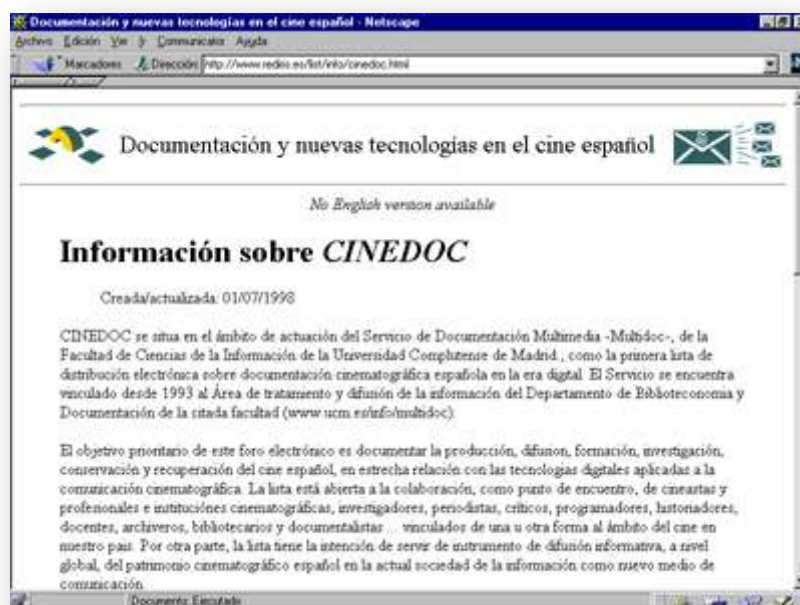 Documentación y nuevas tecnologías en el cine español - Netscape
Archivo Edición Ver Ir Communicator Ayuda
Marcadores Dirección http://www.rediris.es/list/info/cinedoc.html
Documentación y nuevas tecnologías en el cine español
No English version available
Información sobre CINEDOC
Creada/actualizada: 01/07/1998
CINEDOC se situa en el ámbito de actuación del Servicio de Documentación Multimedia -Multidoc-, de la
Facultad de Ciencias de la Información de la Universidad Complutense de Madrid , como la primera lista de
distribución electrónica sobre documentación cinematográfica española en la era digital. El Servicio se encuentra
vinculado desde 1993 al Área de tratamiento y difusión de la información del Departamento de Biblioteconomia y
Documentación de la citada facultad (www.ucm.es/info/multidoc).
El objetivo prioritario de este foro electrónico es documentar la producción, difusion, formación, investigación,
conservación y recuperación del cine español, en estrecha relación con las tecnologias digitales aplicadas a la
comunicación cinematográfica. La lista está abierta a la colaboración, como punto de encuentro, de cineastas y
profesionales e instituciónes cinematográficas, investigadores, periodistas, críticos, programadores, historiadores,
docentes, archiveros, bibliotecarios y documentalistas ... vinculados de una u otra forma al ámbito del cine en
nuestro pais. Por otra parte, la lista tiene la intención de servir de instrumento de difusión informativa, a nivel
global, del patrimonio cinematográfico español en la actual sociedad de la información como nuevo medio de
comunicación.
Documento: Ejecutado